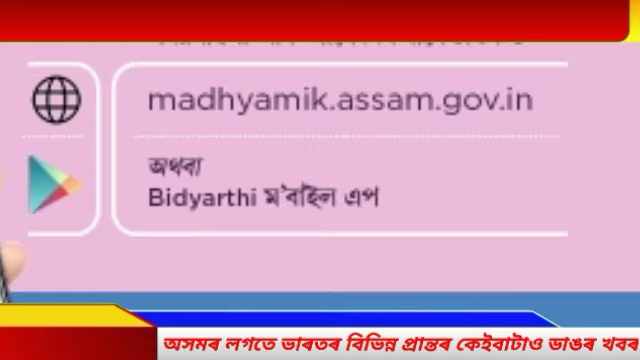 madhyamik.assam.gov.in
অথবা
Bidyarthi ম'বাইল এপ
অসমৰ লগতে ভাৰতৰ বিভিন্ন প্ৰান্তৰ কেইবাটাও ডাঙৰ খবৰ